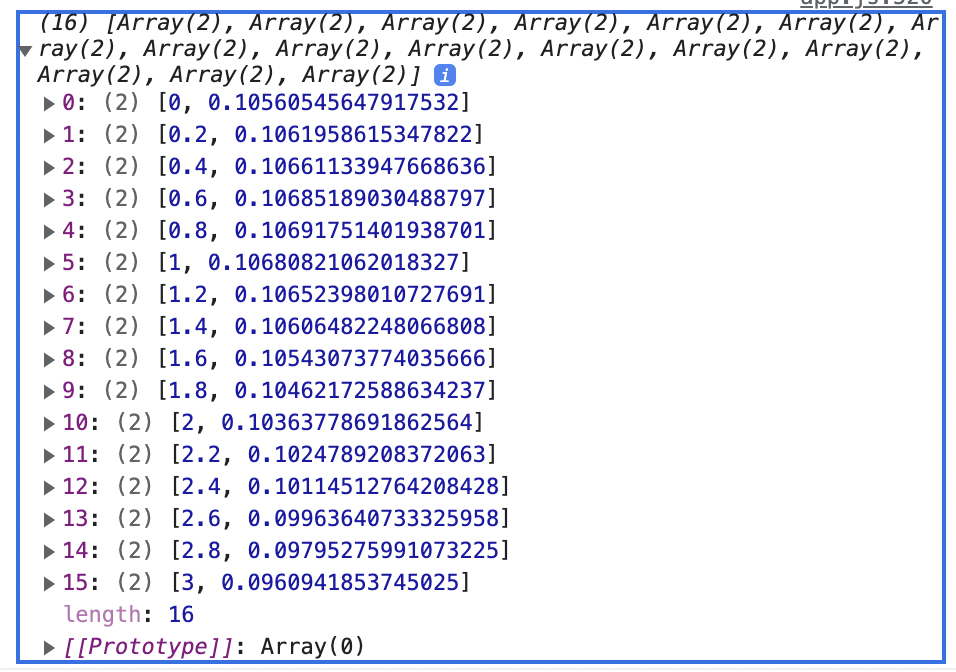 app.js:520
(16) [Array(2), Array(2), Array(2), Array(2), Array(2), Array(2), Ar
ray(2), Array(2), Array(2), Array(2), Array(2), Array(2), Array(2),
Array(2), Array(2), Array(2)] i
0: (2) [0, 0.10560545647917532]
1: (2) [0.2, 0.1061958615347822]
2: (2) [0.4, 0.10661133947668636]
3: (2) [0.6, 0.10685189030488797]
4: (2) [0.8, 0.10691751401938701]
5: (2) [1, 0.10680821062018327]
6: (2) [1.2, 0.10652398010727691]
7: (2) [1.4, 0.10606482248066808]
8: (2) [1.6, 0.10543073774035666]
9: (2) [1.8, 0.10462172588634237]
10: (2) [2, 0.10363778691862564]
11: (2) [2.2, 0.1024789208372063]
12: (2) [2.4, 0.10114512764208428]
13: (2) [2.6, 0.09963640733325958]
14: (2) [2.8, 0.09795275991073225]
15: (2) [3, 0.0960941853745025]
length: 16
[[Prototype]]: Array(0)